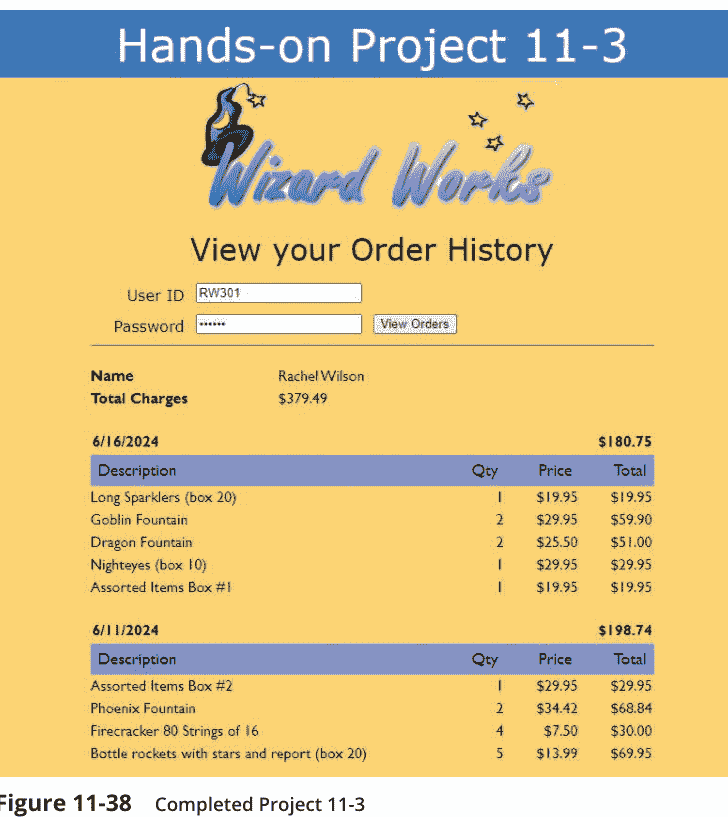 Hands-on Project 11-3
Wizard Works
View your Order History
User ID RW301
Password •••••• View Orders
Name Rachel Wilson
Total Charges $379.49
6/16/2024 $180.75
Description Qty Price Total
Long Sparklers (box 20) 1 $19.95 $19.95
Goblin Fountain 2 $29.95 $59.90
Dragon Fountain 2 $25.50 $51.00
Nighteyes (box 10) 1 $29.95 $29.95
Assorted Items Box #1 1 $19.95 $19.95
6/11/2024 $198.74
Description Qty Price Total
Assorted Items Box #2 1 $29.95 $29.95
Phoenix Fountain 2 $34.42 $68.84
Firecracker 80 Strings of 16 4 $7.50 $30.00
Bottle rockets with stars and report (box 20) 5 $13.99 $69.95
Figure 11-38 Completed Project 11-3